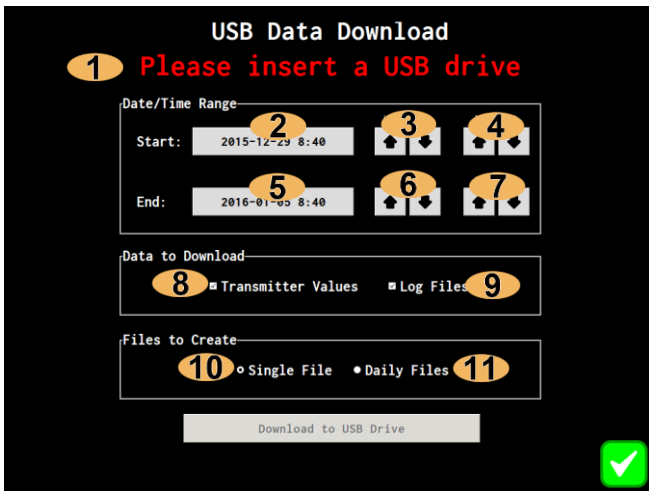 USB Data Download
1 Please insert a USB drive
Date/Time Range
2 3 4
Start: 2015-12-29 8:40
5 6 7
End: 2016-01-05 8:40
Data to Download
8 Transmitter Values Log Files 9
Files to Create
10 Single File Daily Files 11
Download to USB Drive